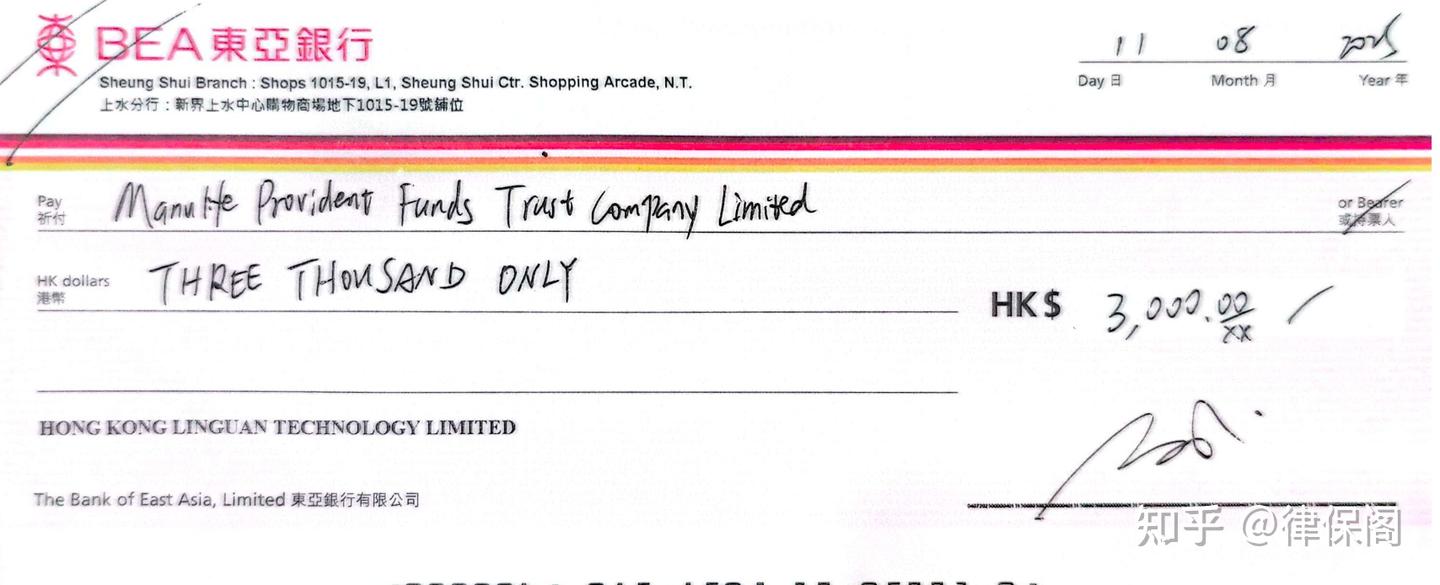 BEA東亞銀行
Sheung Shui Branch : Shops 1015-19, L1, Sheung Shui Ctr. Shopping Arcade, N.T.
上水分行：新界上水中心購物商場地下1015-19號舖位
11 08 2025
Day 日 Month 月 Year 年
Pay Manulife Provident Funds Trust Company Limited or Bearer
祈付 或持票人
HK dollars THREE THOUSAND ONLY
港幣
HK$ 3,000.00
XX
HONG KONG LINGUAN TECHNOLOGY LIMITED
The Bank of East Asia, Limited 東亞銀行有限公司
知乎 @律保阁